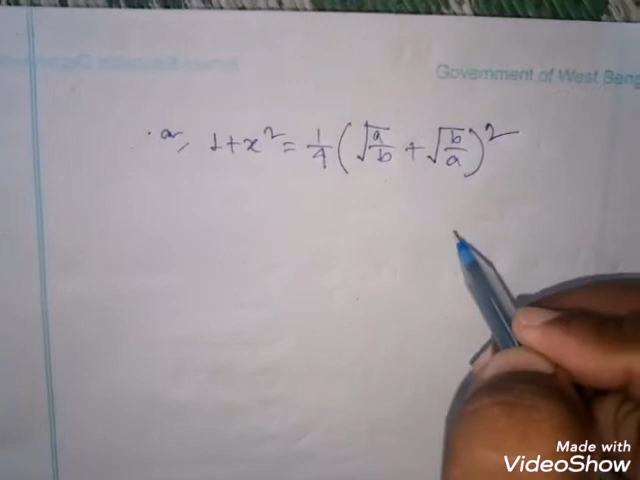 Government of West Beng
or, 1+x² = 1/4 (√(a/b) + √(b/a))²
Made with
VideoShow